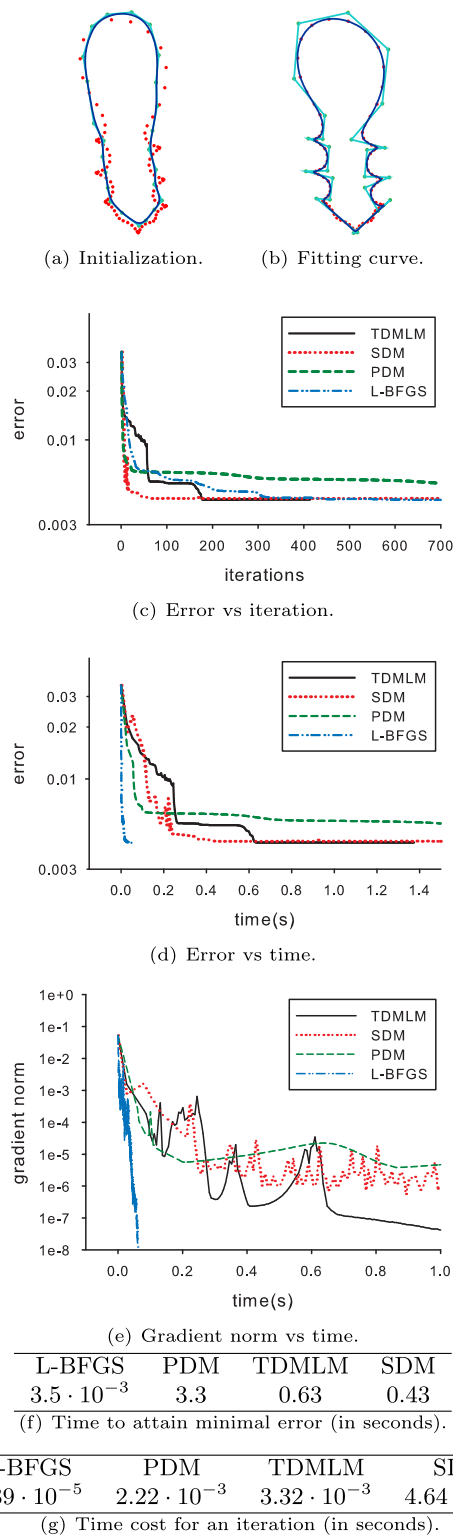 (a) Initialization. (b) Fitting curve.
TDMLM
SDM
PDM
L-BFGS
error
0.03
0.02
0.01
0.003
0 100 200 300 400 500 600 700
iterations
(c) Error vs iteration.
TDMLM
SDM
PDM
L-BFGS
error
0.03
0.02
0.01
0.003
0.0 0.2 0.4 0.6 0.8 1.0 1.2 1.4
time(s)
(d) Error vs time.
TDMLM
SDM
PDM
L-BFGS
gradient norm
1e+0
1e-1
1e-2
1e-3
1e-4
1e-5
1e-6
1e-7
1e-8
0.0 0.2 0.4 0.6 0.8 1.0
time(s)
(e) Gradient norm vs time.
L-BFGS PDM TDMLM SDM
3.5 · 10⁻³ 3.3 0.63 0.43
(f) Time to attain minimal error (in seconds).
-BFGS PDM TDMLM
39 · 10⁻⁵ 2.22 · 10⁻³ 3.32 · 10⁻³ 4.64
(g) Time cost for an iteration (in seconds).